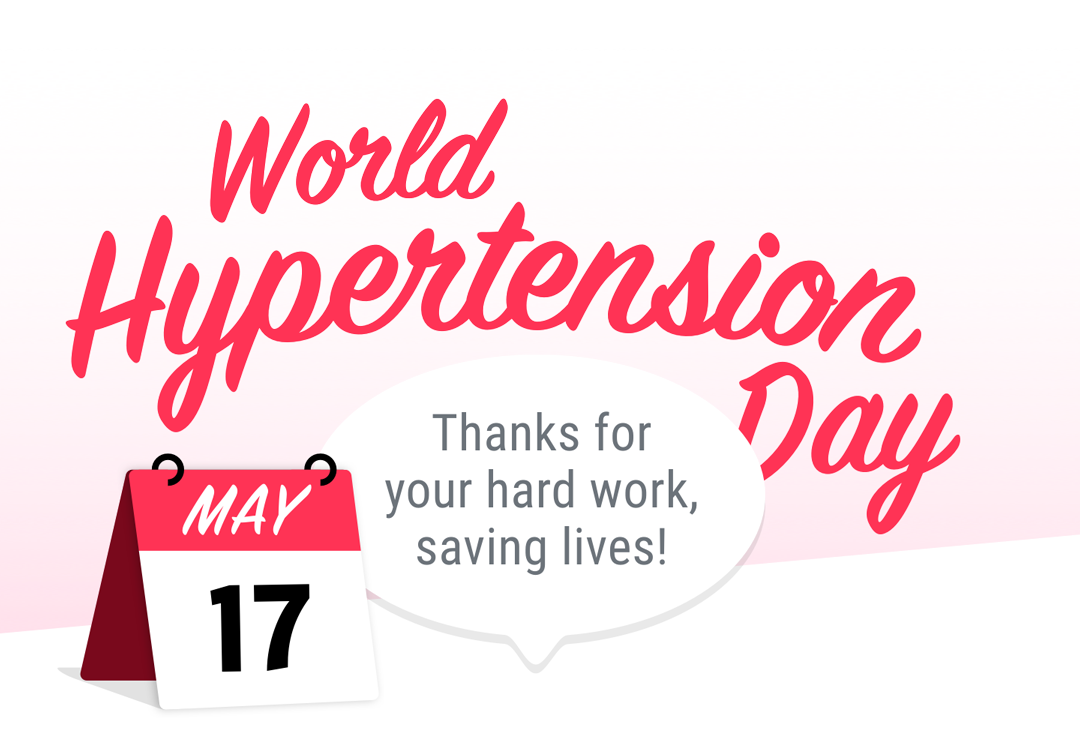 World
Hypertension
Day
Thanks for
your hard work,
saving lives!
MAY
17